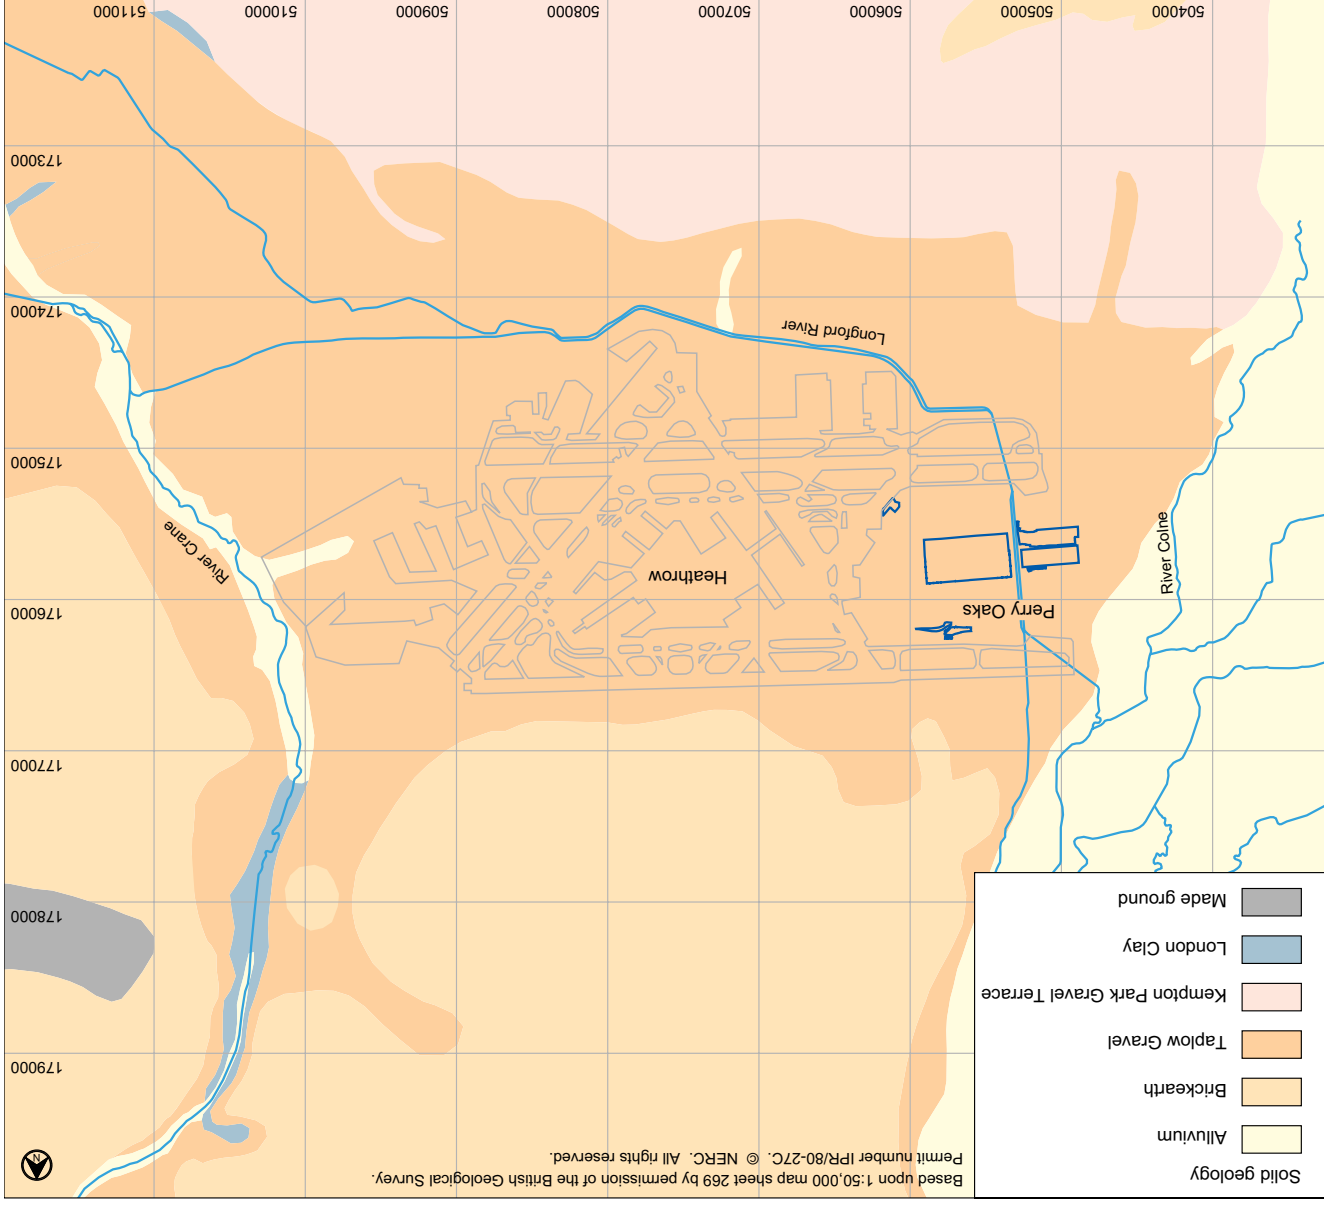 Solid geology
Alluvium
Brickearth
Taplow Gravel
Kempton Park Gravel Terrace
London Clay
Made ground
Based upon 1:50,000 map sheet 269 by permission of the British Geological Survey.
Permit number IPR/80-27C. © NERC. All rights reserved.
N
179000
178000
177000
176000
175000
174000
173000
Perry Oaks
Heathrow
River Colne
River Crane
Longford River
504000
505000
506000
507000
508000
509000
510000
511000